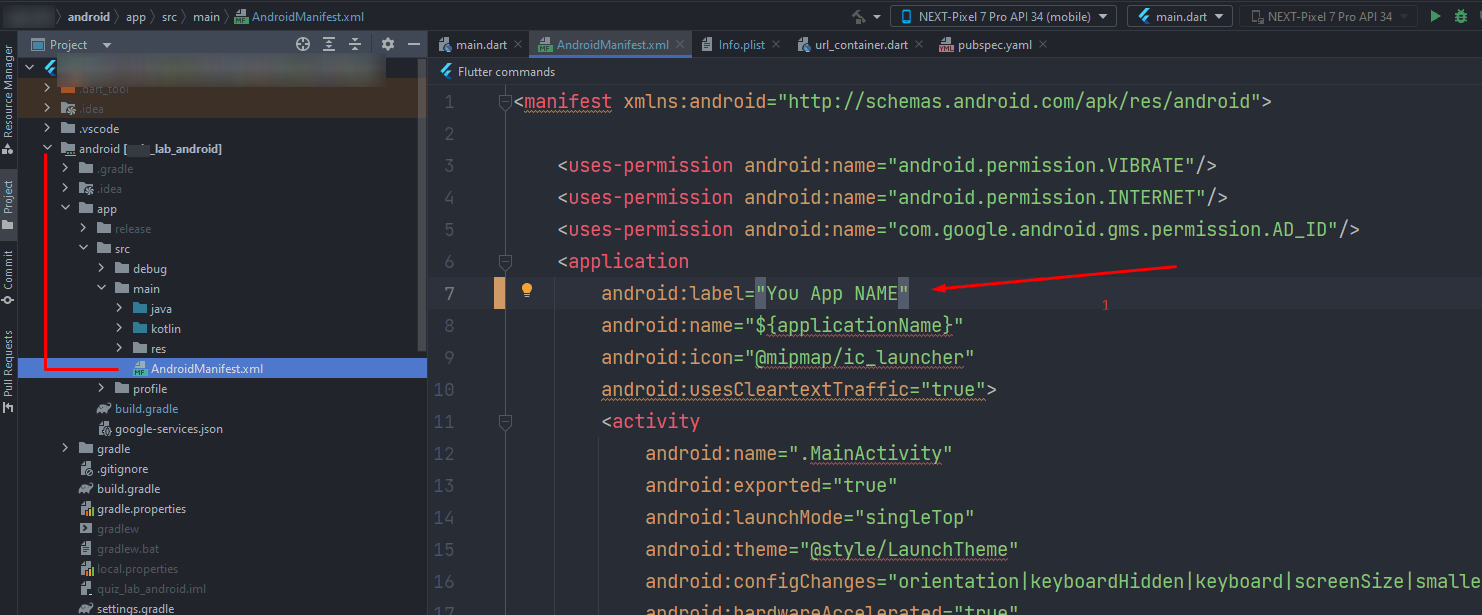 android app src main AndroidManifest.xml
NEXT-Pixel 7 Pro API 34 (mobile) main.dart NEXT-Pixel 7 Pro API 34
Project
main.dart AndroidManifest.xml Info.plist url_container.dart pubspec.yaml
Flutter commands
Resource Manager
Project
Commit
Pull Requests
.dart_tool
.idea
.vscode
android [ _lab_android]
.gradle
.idea
app
release
src
debug
main
java
kotlin
res
AndroidManifest.xml
profile
build.gradle
google-services.json
gradle
.gitignore
build.gradle
gradle.properties
gradlew
gradlew.bat
local.properties
quiz_lab_android.iml
settings.gradle
1 <manifest xmlns:android="http://schemas.android.com/apk/res/android">
2
3 <uses-permission android:name="android.permission.VIBRATE"/>
4 <uses-permission android:name="android.permission.INTERNET"/>
5 <uses-permission android:name="com.google.android.gms.permission.AD_ID"/>
6 <application
7 android:label="You App NAME"
1
8 android:name="${applicationName}"
9 android:icon="@mipmap/ic_launcher"
10 android:usesCleartextTraffic="true">
11 <activity
12 android:name=".MainActivity"
13 android:exported="true"
14 android:launchMode="singleTop"
15 android:theme="@style/LaunchTheme"
16 android:configChanges="orientation|keyboardHidden|keyboard|screenSize|smalle
17 android:hardwareAccelerated="true"